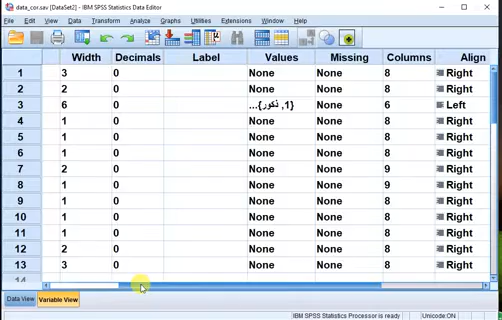 data_cor.sav [DataSet2] - IBM SPSS Statistics Data Editor
File Edit View Data Transform Analyze Graphs Utilities Extensions Window Help
Width Decimals Label Values Missing Columns Align
1 3 0 None None 8 Right
2 2 0 None None 8 Right
3 6 0 {1, ذكور}... None 6 Left
4 1 0 None None 8 Right
5 1 0 None None 8 Right
6 1 0 None None 8 Right
7 2 0 None None 9 Right
8 1 0 None None 9 Right
9 1 0 None None 8 Right
10 1 0 None None 8 Right
11 1 0 None None 8 Right
12 2 0 None None 8 Right
13 3 0 None None 8 Right
14
Data View Variable View
IBM SPSS Statistics Processor is ready Unicode:ON